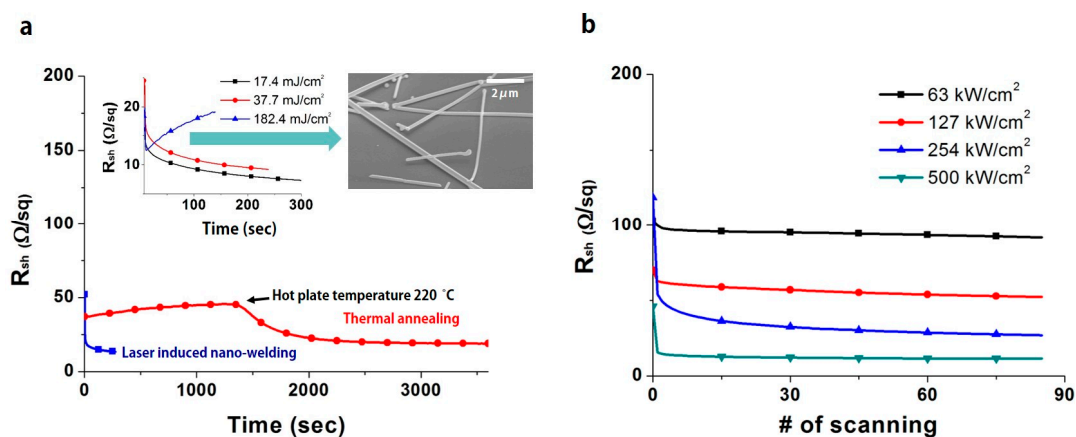 a
200
150
100
50
0
Rsh (Ω/sq)
0 1000 2000 3000
Time (sec)
20
10
Rsh (Ω/sq)
0 100 200 300
Time (sec)
17.4 mJ/cm²
37.7 mJ/cm²
182.4 mJ/cm²
2 μm
Hot plate temperature 220 °C
Thermal annealing
Laser induced nano-welding
b
200
100
0
Rsh (Ω/sq)
0 30 60 90
# of scanning
63 kW/cm²
127 kW/cm²
254 kW/cm²
500 kW/cm²